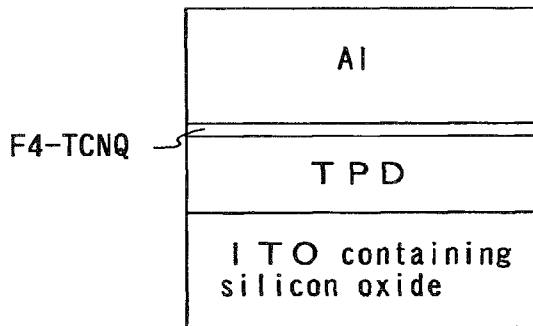 Al
F4-TCNQ
TPD
ITO containing
silicon oxide